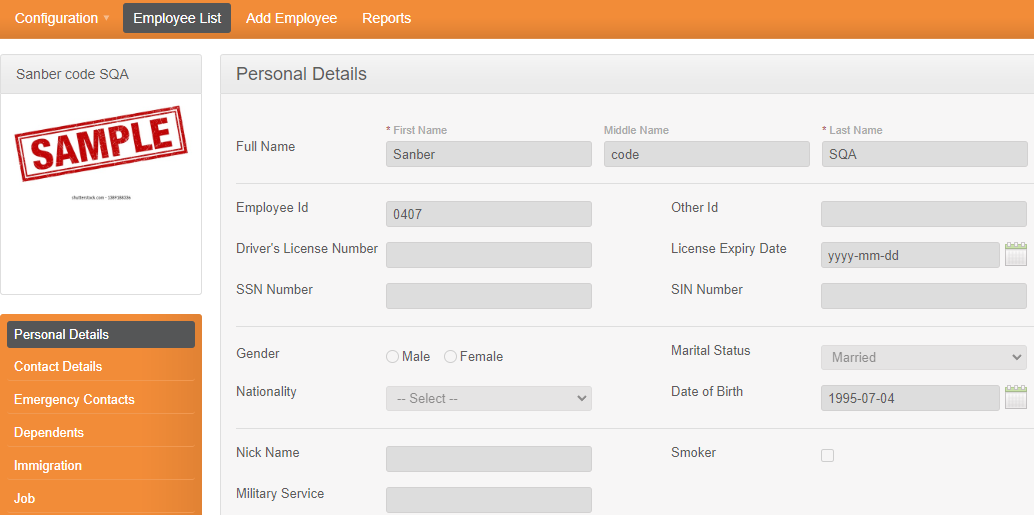 Configuration Employee List Add Employee Reports
Sanber code SQA
SAMPLE
shutterstock.com
Personal Details
Contact Details
Emergency Contacts
Dependents
Immigration
Job
Personal Details
* First Name Middle Name * Last Name
Full Name Sanber code SQA
Employee Id 0407 Other Id
Driver's License Number License Expiry Date yyyy-mm-dd
SSN Number SIN Number
Gender Male Female Marital Status Married
Nationality -- Select -- Date of Birth 1995-07-04
Nick Name Smoker
Military Service